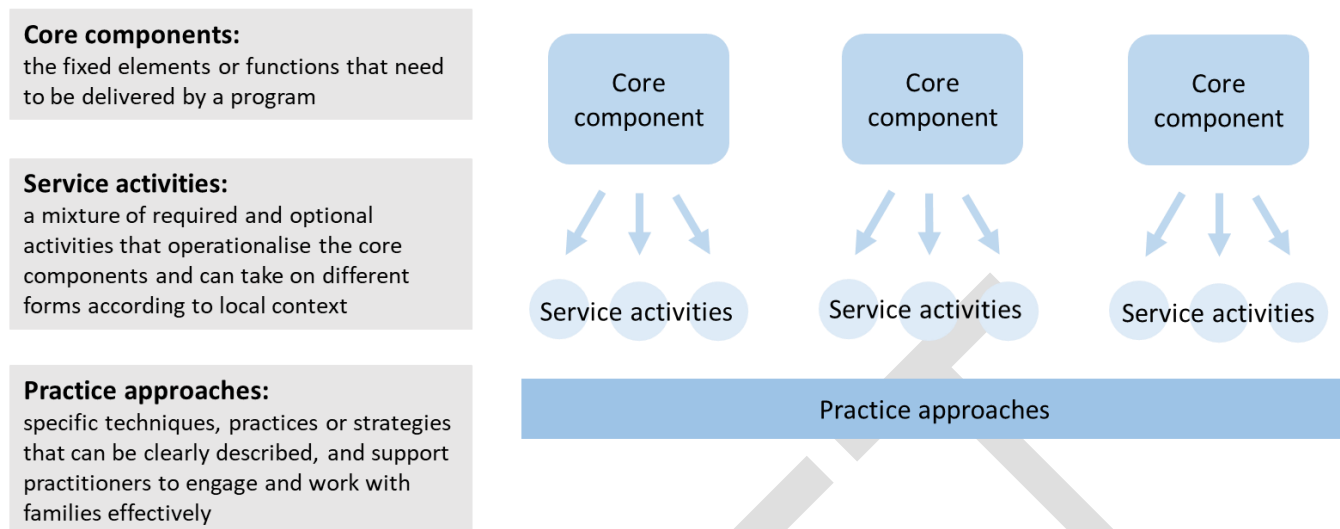 Core components:
the fixed elements or functions that need
to be delivered by a program
Service activities:
a mixture of required and optional
activities that operationalise the core
components and can take on different
forms according to local context
Practice approaches:
specific techniques, practices or strategies
that can be clearly described, and support
practitioners to engage and work with
families effectively
Core
component
Core
component
Core
component
Service activities
Service activities
Service activities
Practice approaches